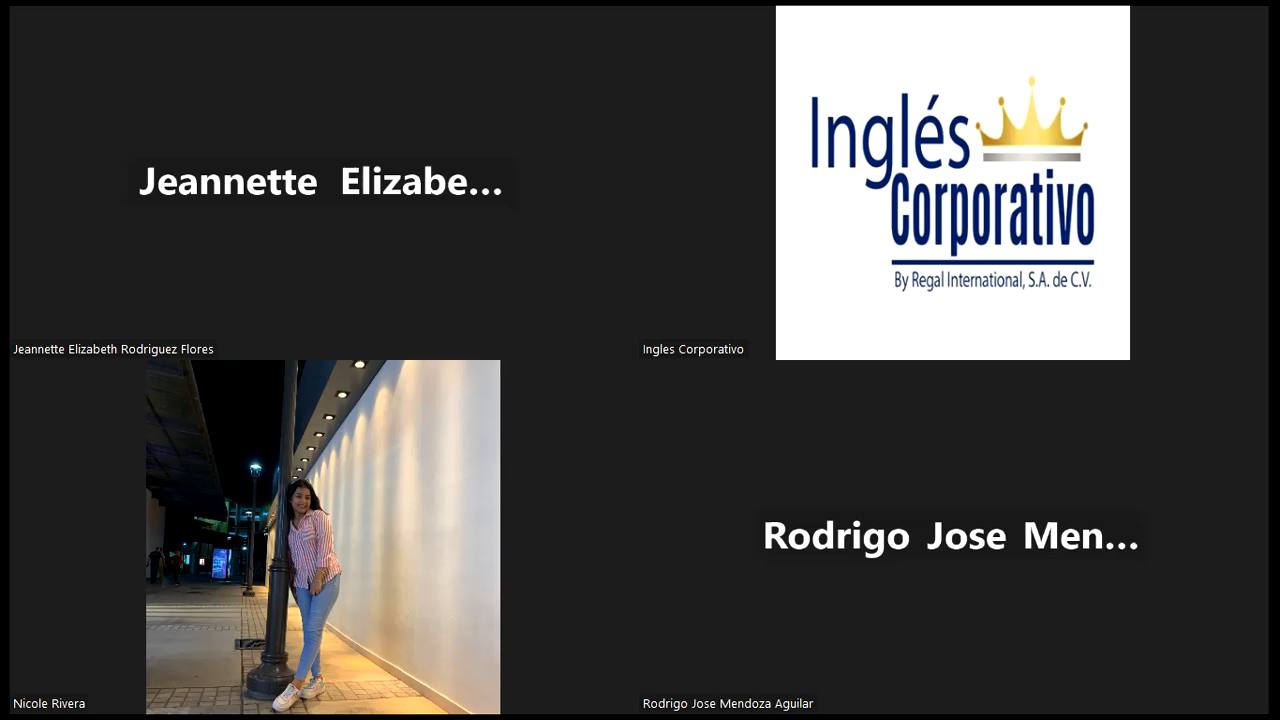 Jeannette Elizabe...
Inglés
Corporativo
By Regal International, S.A. de C.V.
Jeannette Elizabeth Rodriguez Flores
Ingles Corporativo
Rodrigo Jose Men...
Nicole Rivera
Rodrigo Jose Mendoza Aguilar